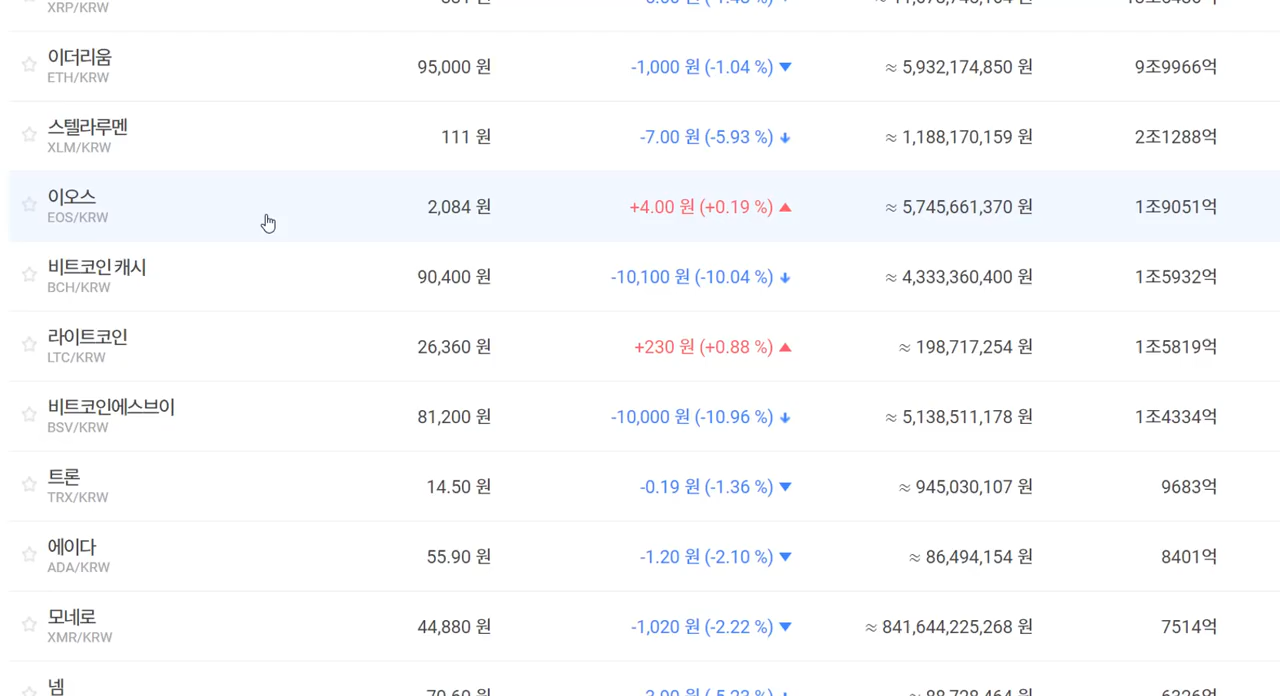 XRP/KRW
이더리움
ETH/KRW
95,000 원
-1,000 원 (-1.04 %)
≈ 5,932,174,850 원
9조9966억
스텔라루멘
XLM/KRW
111 원
-7.00 원 (-5.93 %)
≈ 1,188,170,159 원
2조1288억
이오스
EOS/KRW
2,084 원
+4.00 원 (+0.19 %)
≈ 5,745,661,370 원
1조9051억
비트코인 캐시
BCH/KRW
90,400 원
-10,100 원 (-10.04 %)
≈ 4,333,360,400 원
1조5932억
라이트코인
LTC/KRW
26,360 원
+230 원 (+0.88 %)
≈ 198,717,254 원
1조5819억
비트코인에스브이
BSV/KRW
81,200 원
-10,000 원 (-10.96 %)
≈ 5,138,511,178 원
1조4334억
트론
TRX/KRW
14.50 원
-0.19 원 (-1.36 %)
≈ 945,030,107 원
9683억
에이다
ADA/KRW
55.90 원
-1.20 원 (-2.10 %)
≈ 86,494,154 원
8401억
모네로
XMR/KRW
44,880 원
-1,020 원 (-2.22 %)
≈ 841,644,225,268 원
7514억
넴